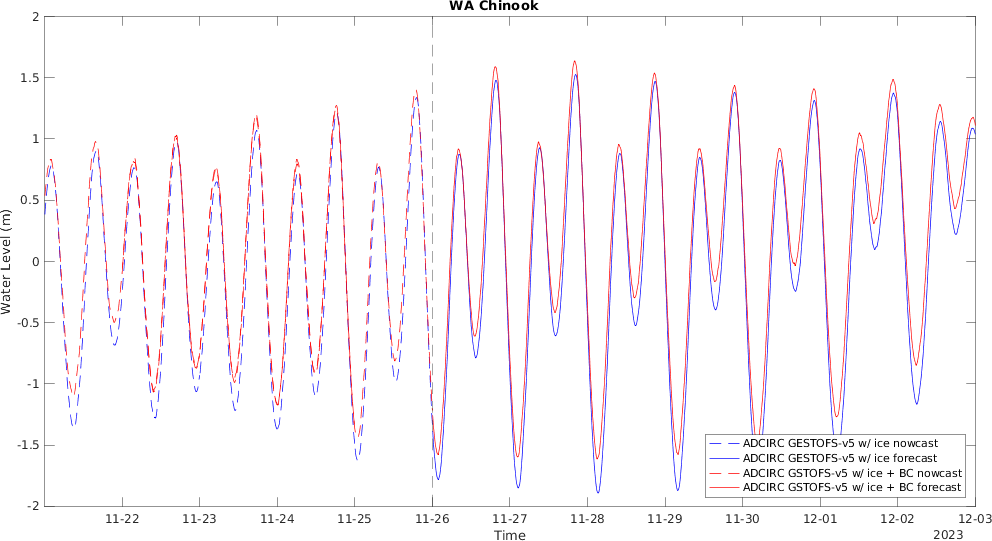 WA Chinook
2
1.5
1
0.5
0
-0.5
-1
-1.5
-2
Water Level (m)
11-22 11-23 11-24 11-25 11-26 11-27 11-28 11-29 11-30 12-01 12-02 12-03
Time
2023
ADCIRC GESTOFS-v5 w/ ice nowcast
ADCIRC GESTOFS-v5 w/ ice forecast
ADCIRC GSTOFS-v5 w/ ice + BC nowcast
ADCIRC GSTOFS-v5 w/ ice + BC forecast